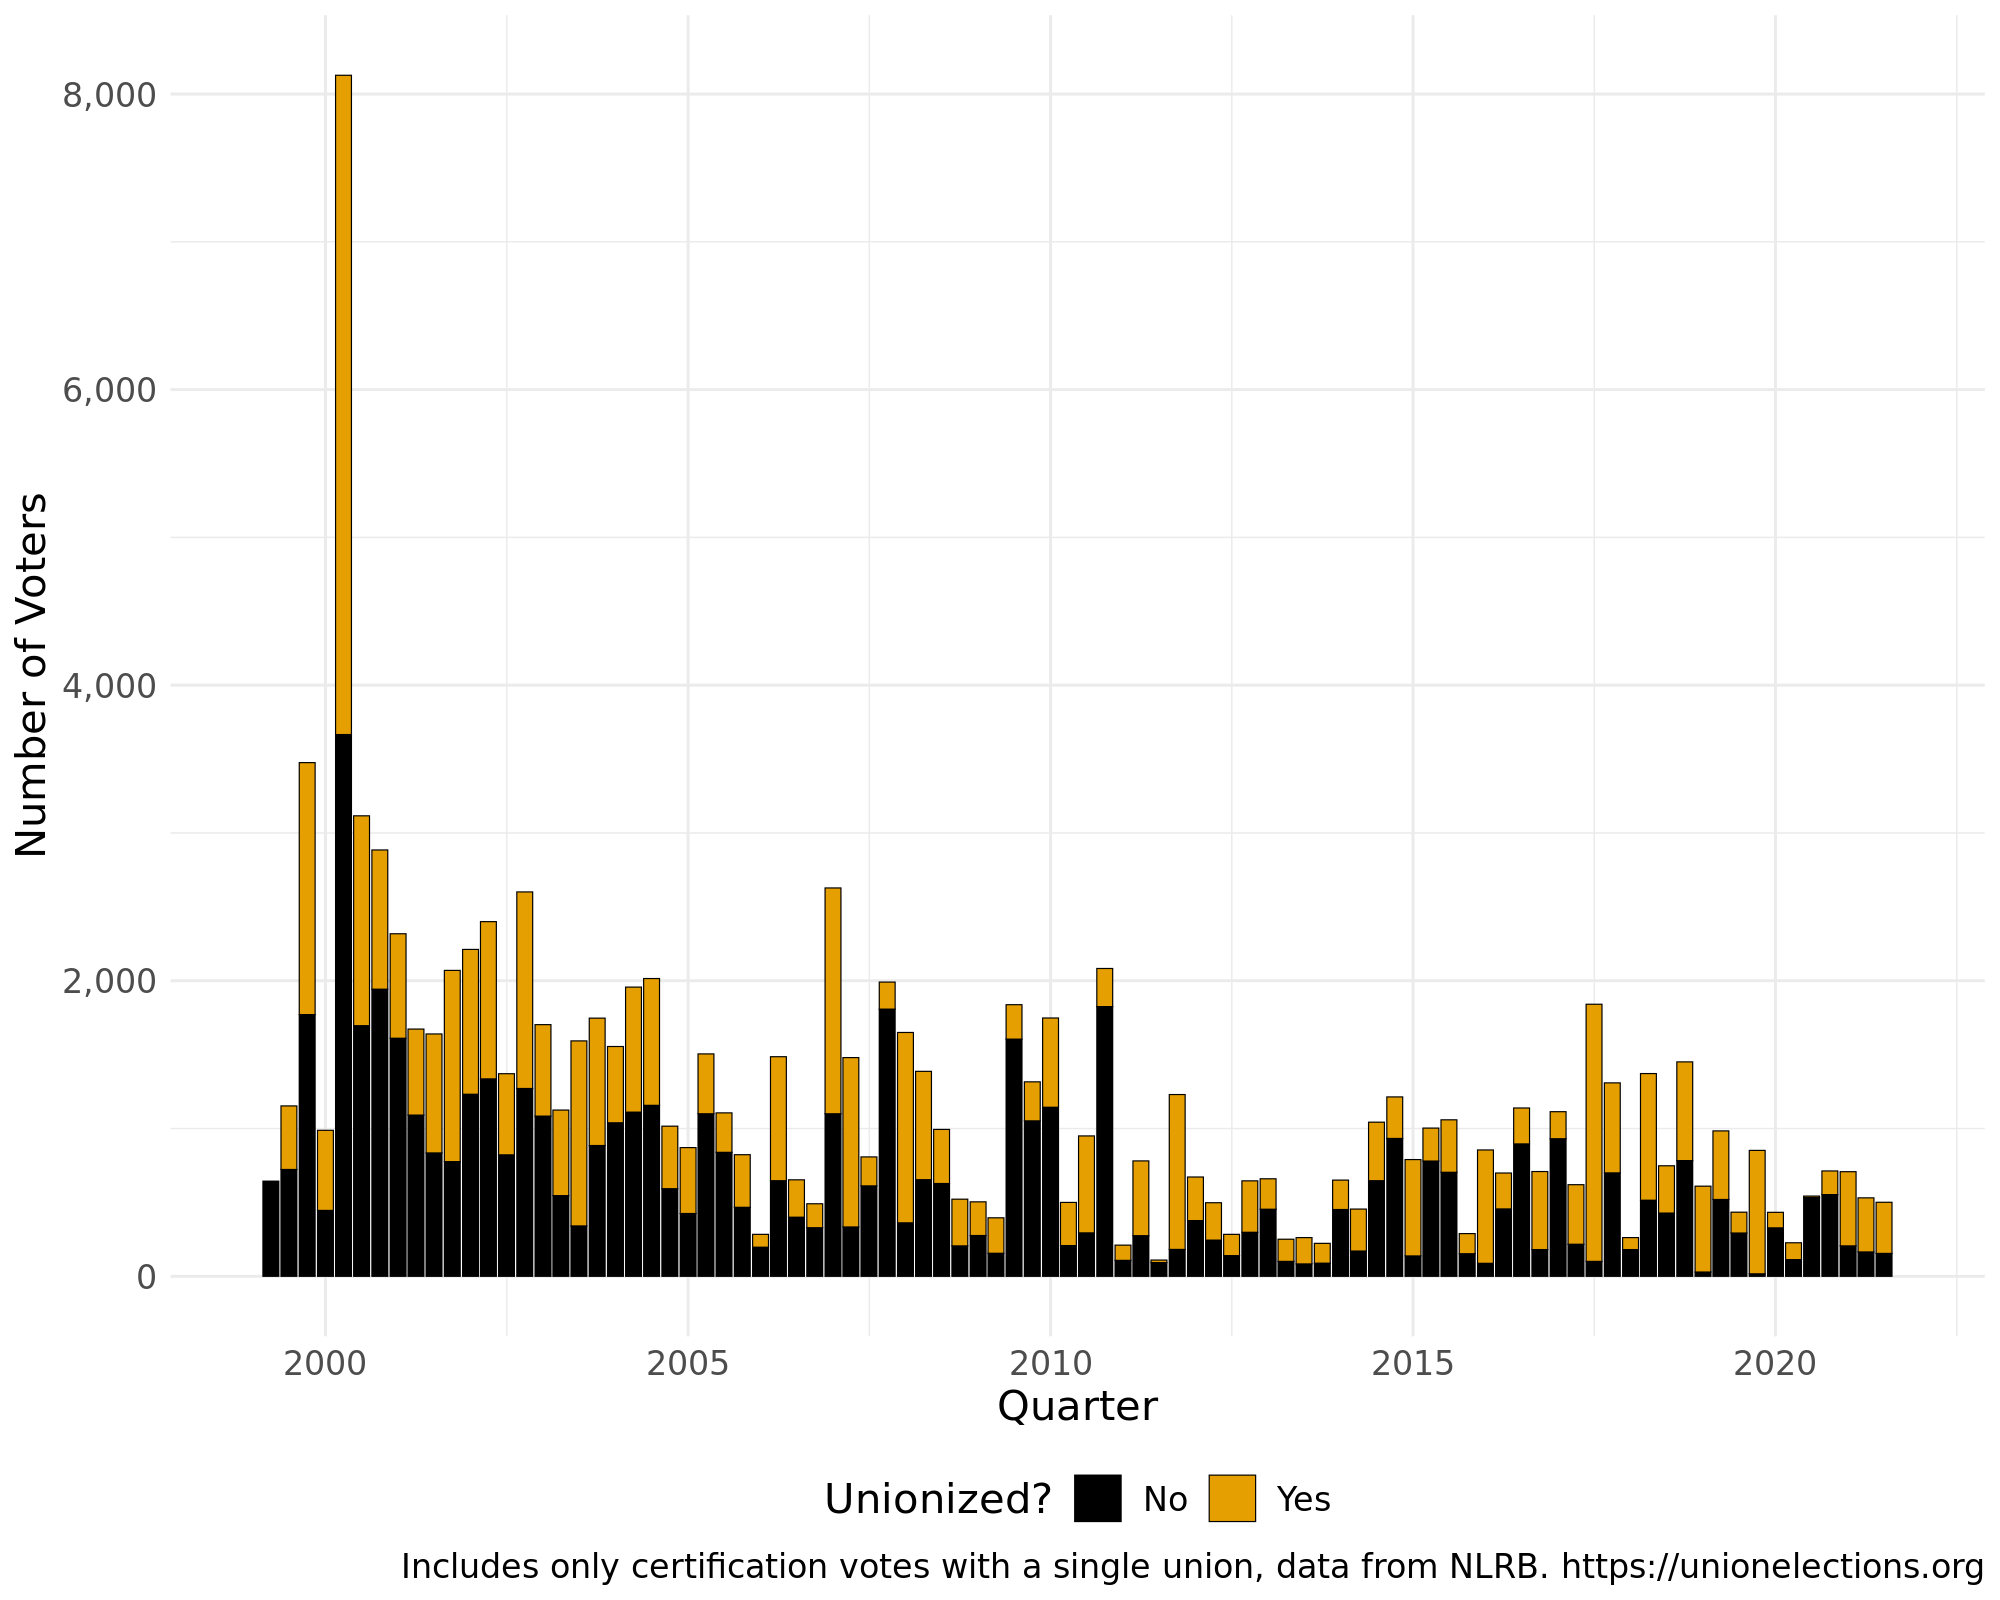 8,000
6,000
4,000
2,000
0
Number of Voters
2000 2005 2010 2015 2020
Quarter
Unionized? No Yes
Includes only certification votes with a single union, data from NLRB. https://unionelections.org